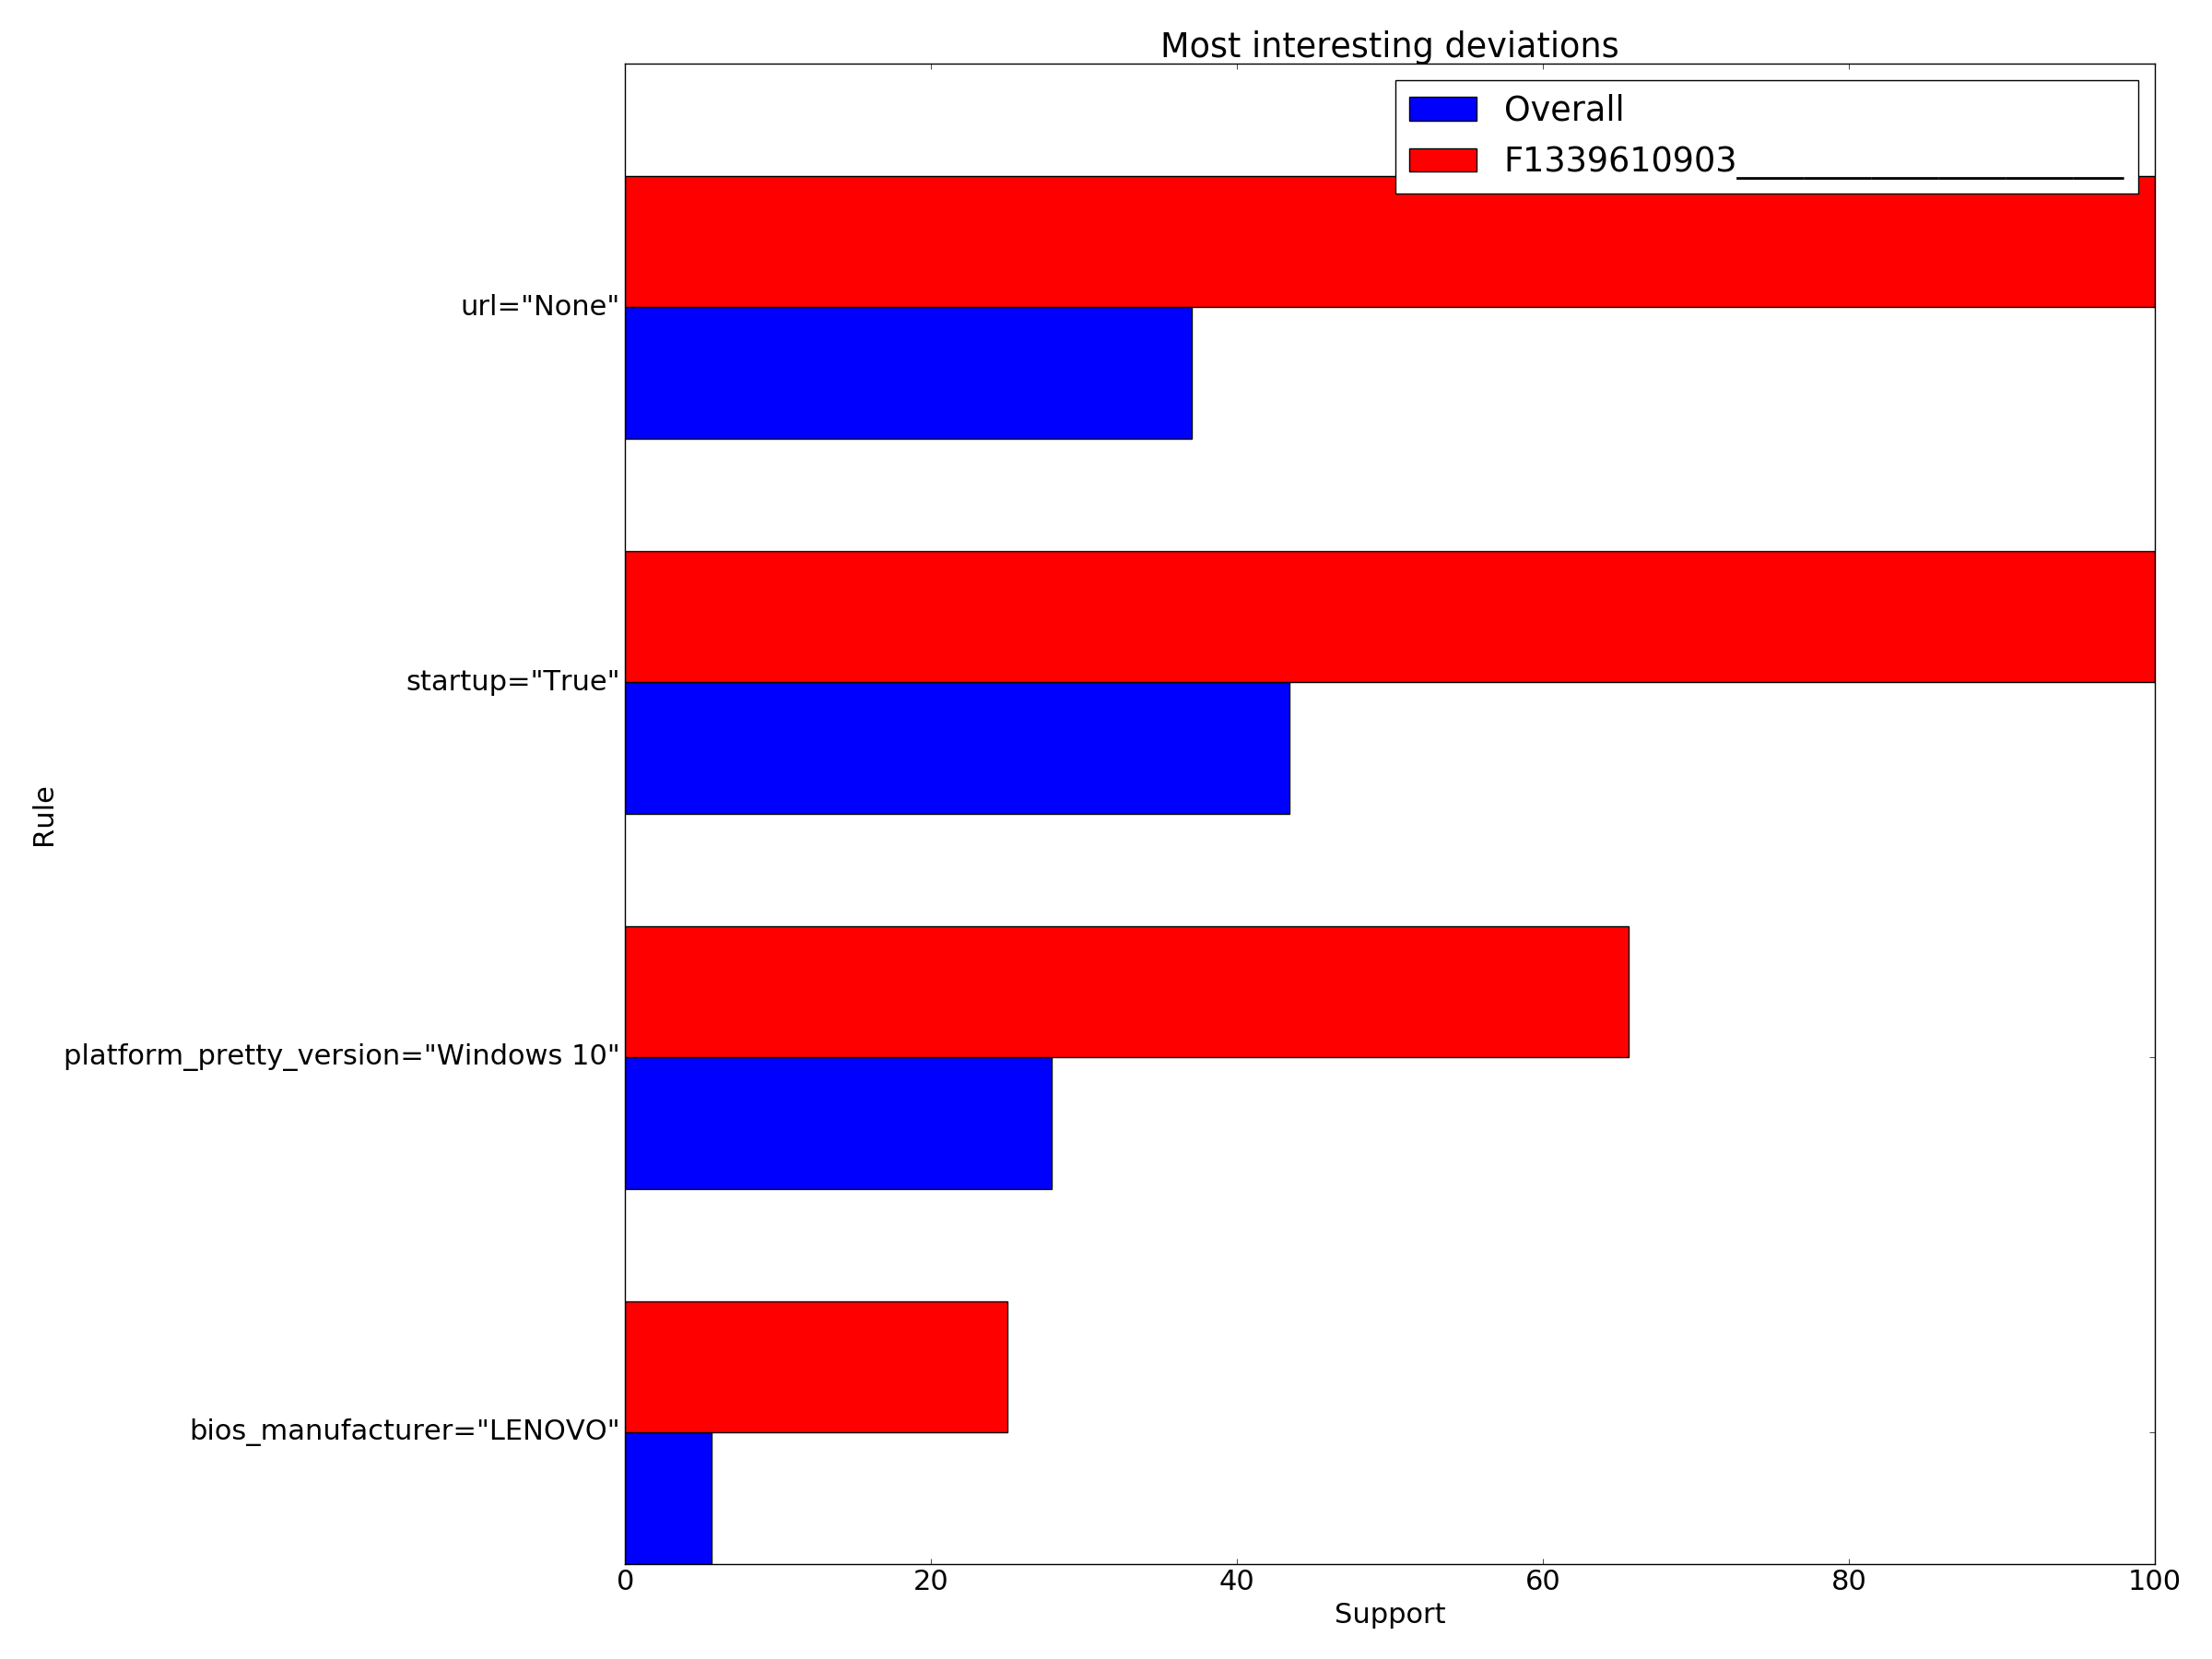 Most interesting deviations
Overall
F1339610903_______________________
url="None"
startup="True"
Rule
platform_pretty_version="Windows 10"
bios_manufacturer="LENOVO"
0 20 40 60 80 100
Support